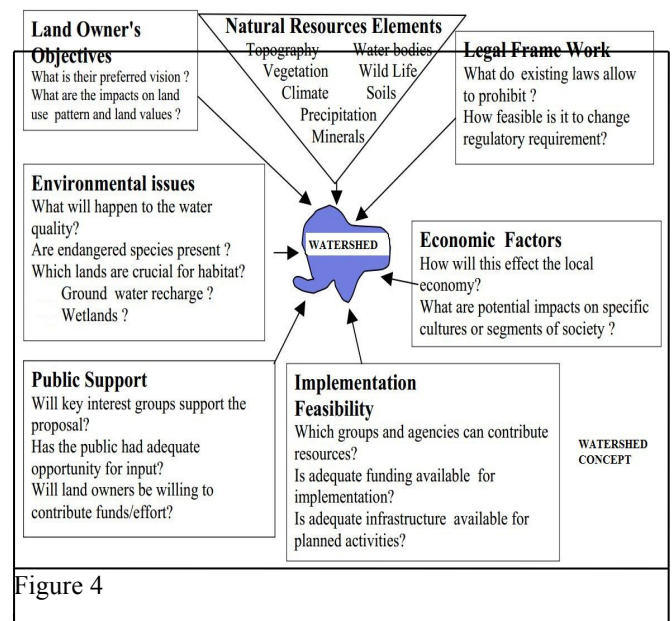 Land Owner's
Objectives
What is their preferred vision ?
What are the impacts on land
use pattern and land values ?
Natural Resources Elements
Topography Water bodies
Vegetation Wild Life
Climate Soils
Precipitation
Minerals
Legal Frame Work
What do existing laws allow
to prohibit ?
How feasible is it to change
regulatory requirement?
Environmental issues
What will happen to the water
quality?
Are endangered species present ?
Which lands are crucial for habitat?
Ground water recharge ?
Wetlands ?
WATERSHED
Economic Factors
How will this effect the local
economy?
What are potential impacts on specific
cultures or segments of society ?
Public Support
Will key interest groups support the
proposal?
Has the public had adequate
opportunity for input?
Will land owners be willing to
contribute funds/effort?
Implementation
Feasibility
Which groups and agencies can contribute
resources?
Is adequate funding available for
implementation?
Is adequate infrastructure available for
planned activities?
WATERSHED
CONCEPT
Figure 4